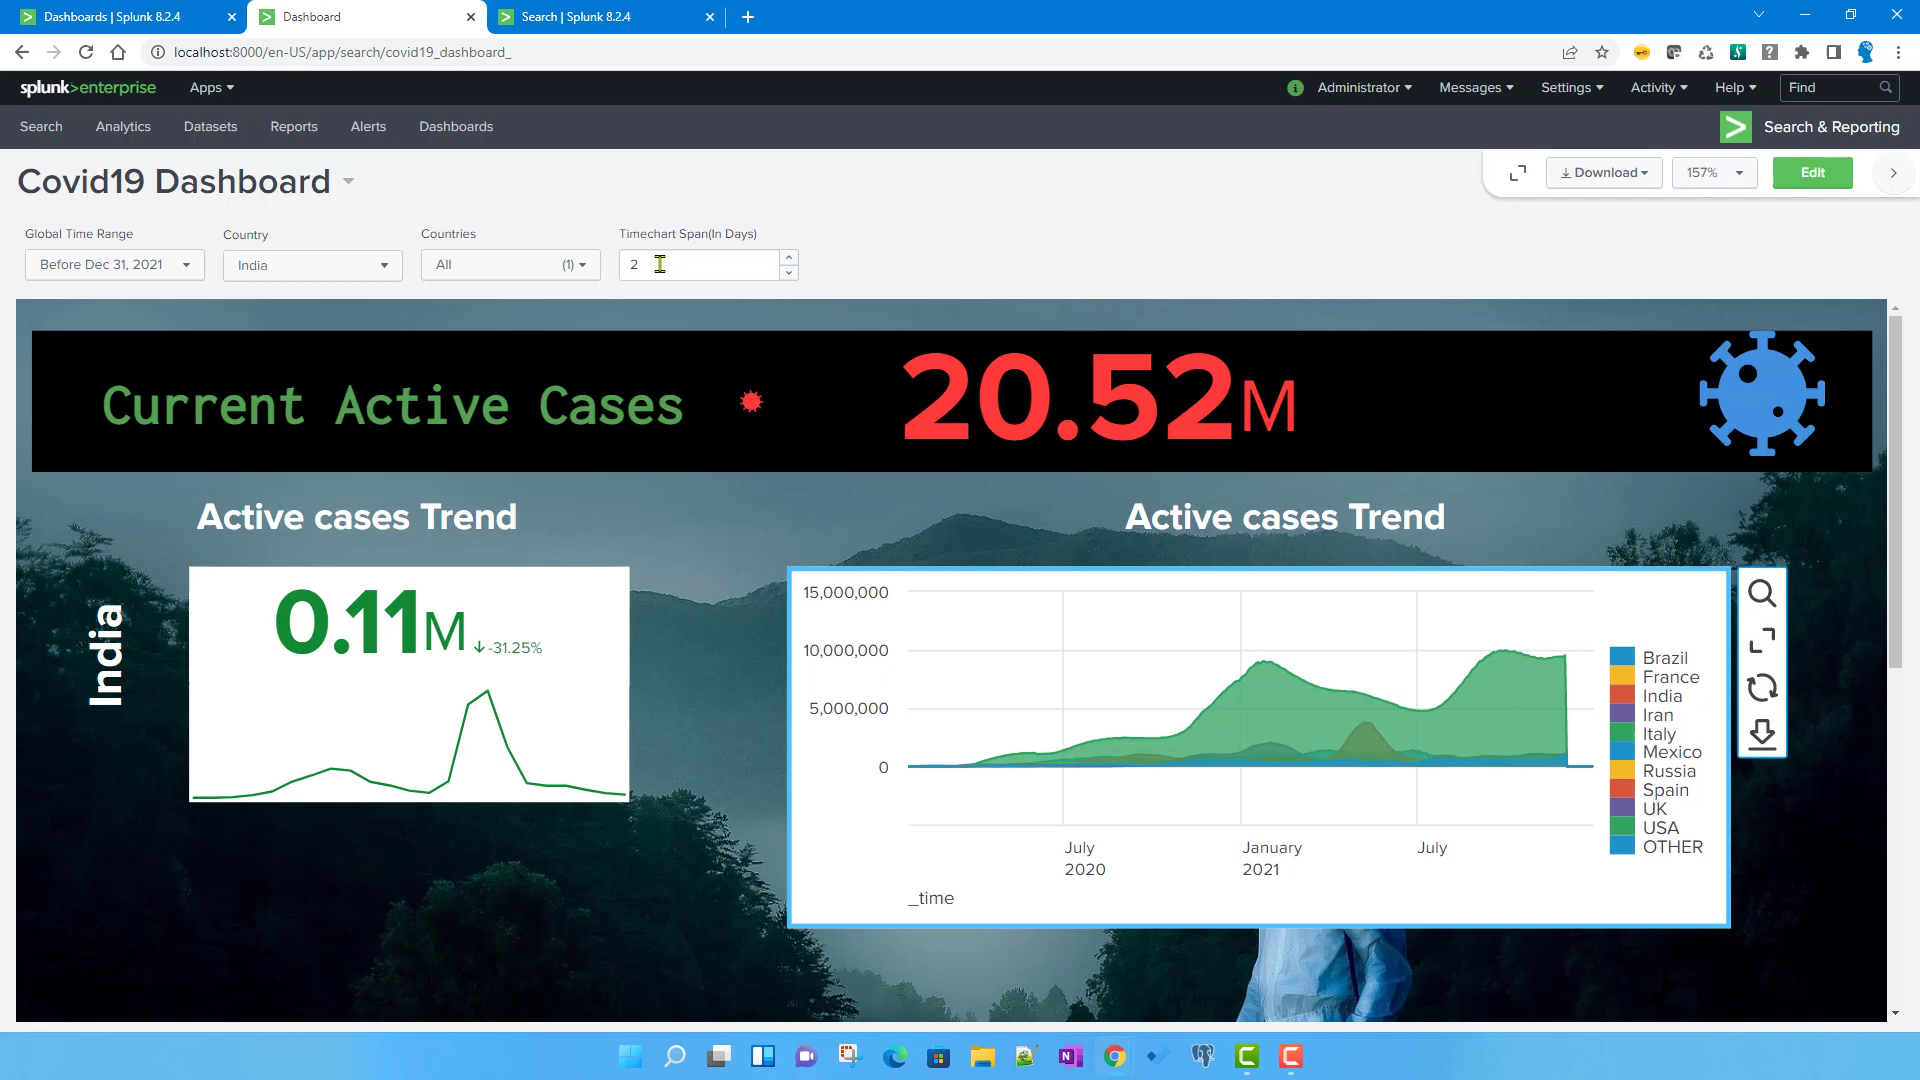 Dashboards | Splunk 8.2.4
Dashboard
Search | Splunk 8.2.4
localhost:8000/en-US/app/search/covid19_dashboard_
splunk>enterprise
Apps
Administrator
Messages
Settings
Activity
Help
Find
Search
Analytics
Datasets
Reports
Alerts
Dashboards
Search & Reporting
Covid19 Dashboard
Download
157%
Edit
Global Time Range
Country
Countries
Timechart Span(In Days)
Before Dec 31, 2021
India
All
(1)
2
Current Active Cases
20.52M
Active cases Trend
Active cases Trend
India
0.11M
-31.25%
15,000,000
10,000,000
5,000,000
0
July
2020
January
2021
July
_time
Brazil
France
India
Iran
Italy
Mexico
Russia
Spain
UK
USA
OTHER